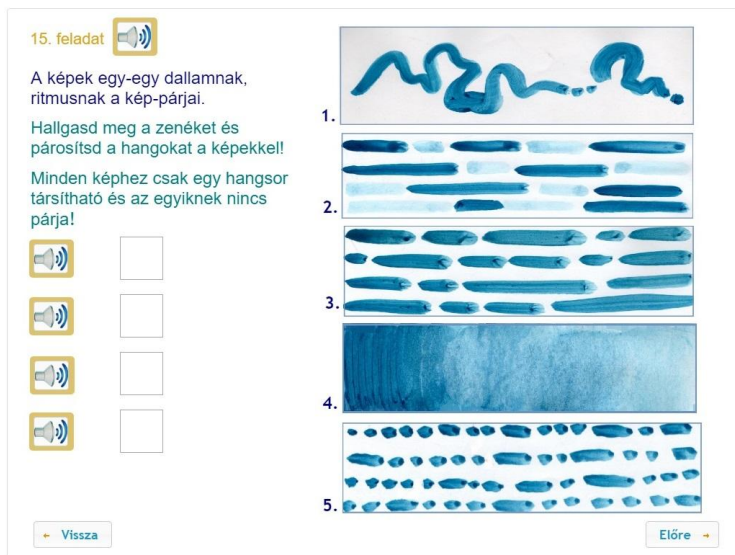 15. feladat
A képek egy-egy dallamnak,
ritmusnak a kép-párjai.
Hallgasd meg a zenéket és
párosítsd a hangokat a képekkel!
Minden képhez csak egy hangsor
társítható és az egyiknek nincs
párja!
1.
2.
3.
4.
5.
← Vissza
Előre →